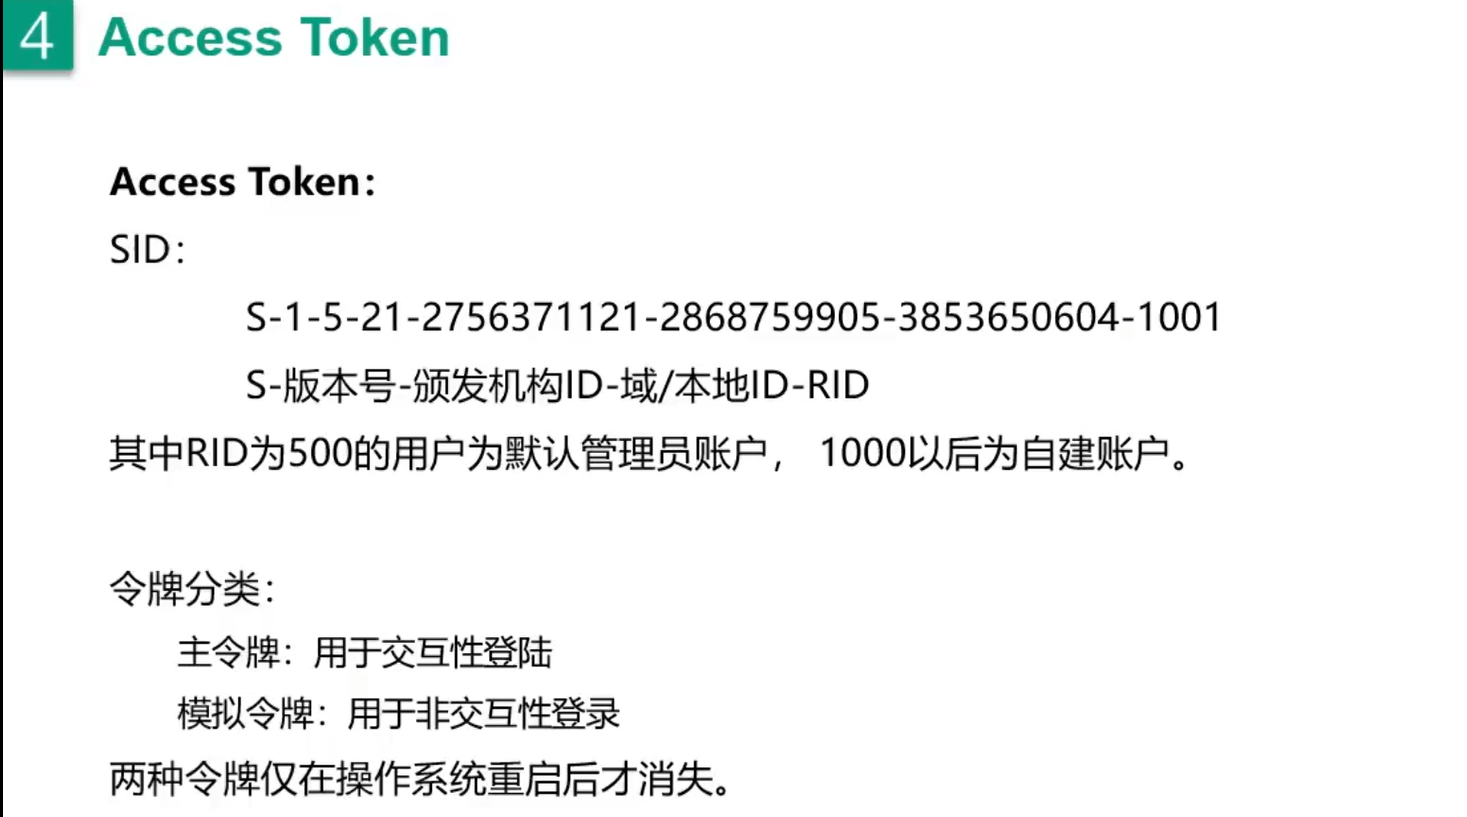 4 Access Token
Access Token：
SID：
S-1-5-21-2756371121-2868759905-3853650604-1001
S-版本号-颁发机构ID-域/本地ID-RID
其中RID为500的用户为默认管理员账户， 1000以后为自建账户。
令牌分类：
主令牌：用于交互性登陆
模拟令牌：用于非交互性登录
两种令牌仅在操作系统重启后才消失。